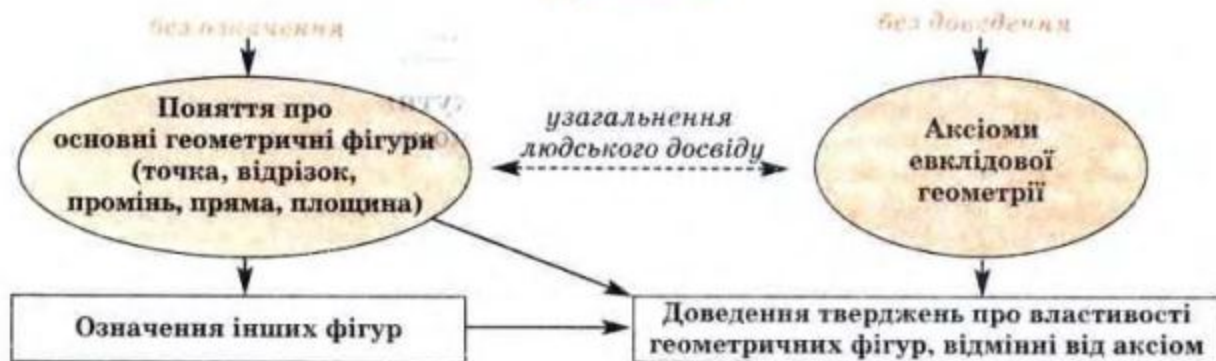 без означення
без доведення
Поняття про
основні геометричні фігури
(точка, відрізок,
промінь, пряма, площина)
узагальнення
людського досвіду
Аксіоми
евклідової
геометрії
Означення інших фігур
Доведення тверджень про властивості
геометричних фігур, відмінні від аксіом